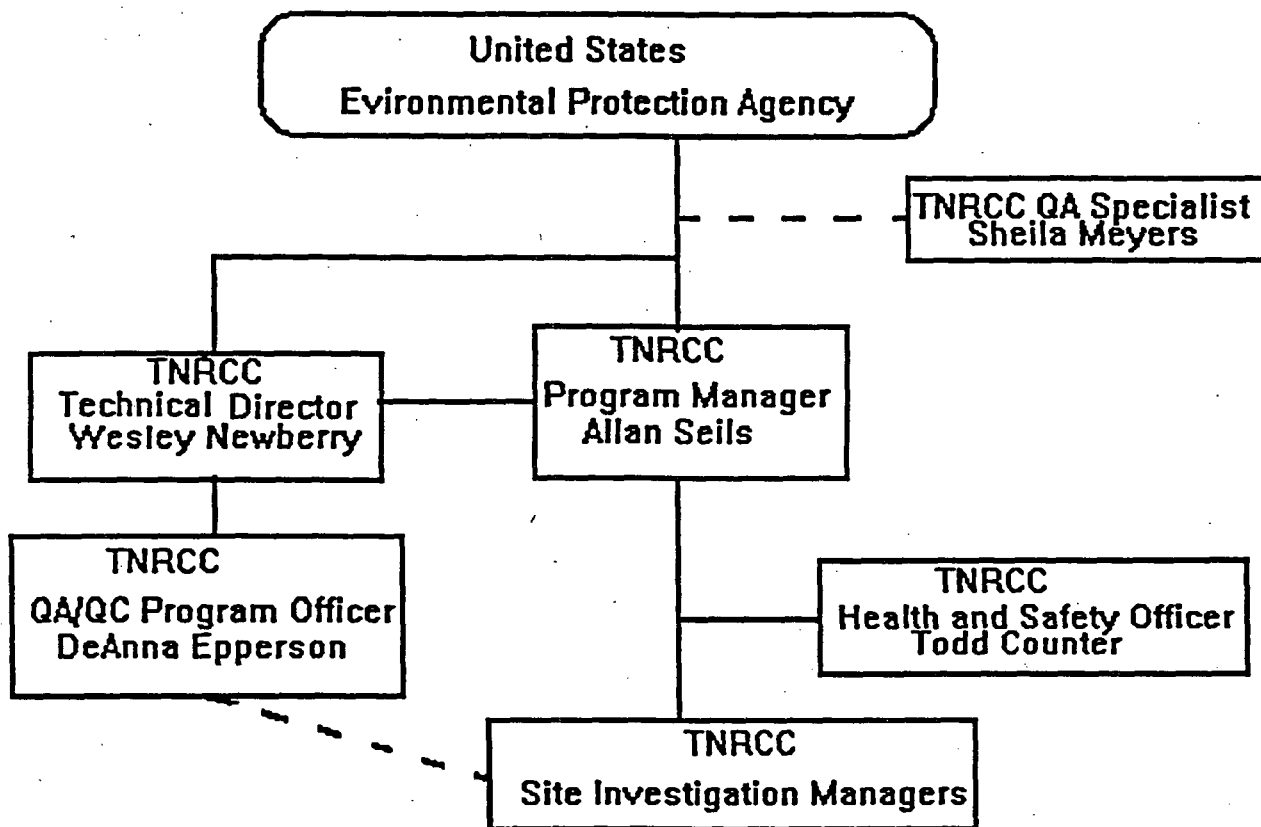 United States
Evironmental Protection Agency
TNRCC QA Specialist
Sheila Meyers
TNRCC
Technical Director
Wesley Newberry
TNRCC
Program Manager
Allan Seils
TNRCC
QA/QC Program Officer
DeAnna Epperson
TNRCC
Health and Safety Officer
Todd Counter
TNRCC
Site Investigation Managers